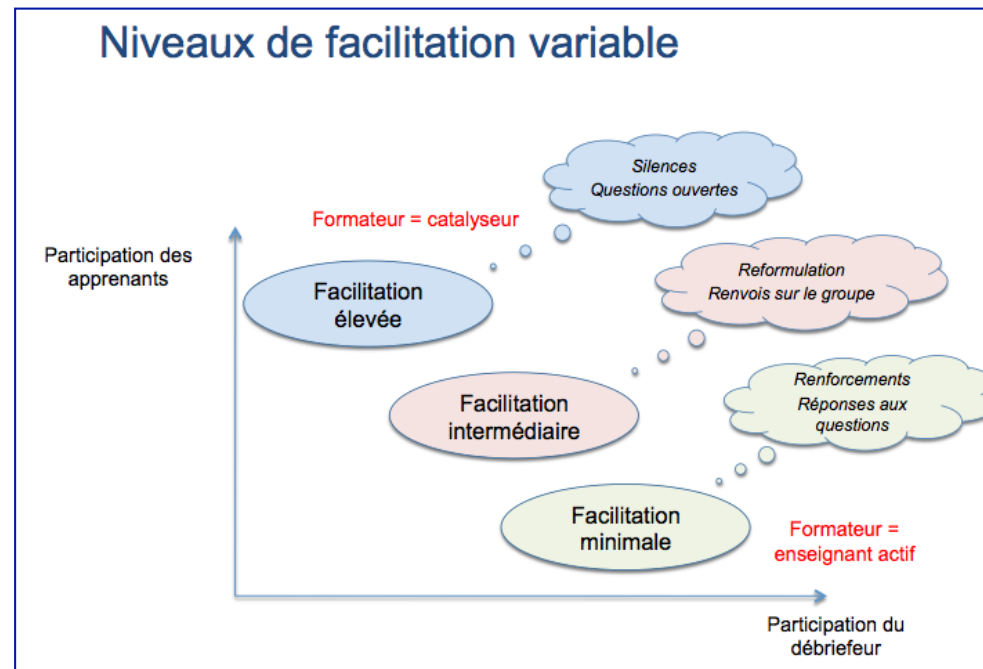 Niveaux de facilitation variable
Silences
Questions ouvertes
Formateur = catalyseur
Participation des
apprenants
Reformulation
Renvois sur le groupe
Facilitation
élevée
Renforcements
Réponses aux
questions
Facilitation
intermédiaire
Facilitation
minimale
Formateur =
enseignant actif
Participation du
débriefeur